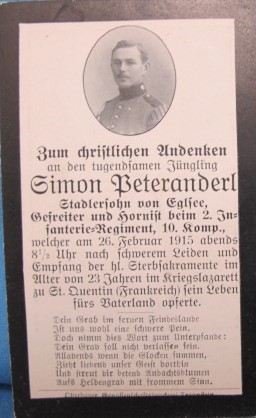 Zum christlichen Andenken
an den tugendsamen Jüngling
Simon Peteranderl
Stadlersohn von Eglsee,
Gefreiter und Hornist beim 2. In-
fanterie-Regiment, 10. Komp.,
welcher am 26. Februar 1915 abends
8½ Uhr nach schwerem Leiden und
Empfang der hl. Sterbsakramente im
Alter von 23 Jahren im Kriegslazarett
zu St. Quentin (Frankreich) sein Leben
fürs Vaterland opferte.
Dein Grab im fernen Feindeslande
Ist uns wohl eine schwere Pein,
Doch nimm dies Wort zum Unterpfande:
Dein Grab soll nicht verlassen sein.
Allabends wenn die Glocken summen,
Zieht liebend unser Geist dorthin
Und streut dir betend Andachtsblumen
Aufs Heldengrab mit frommem Sinn.